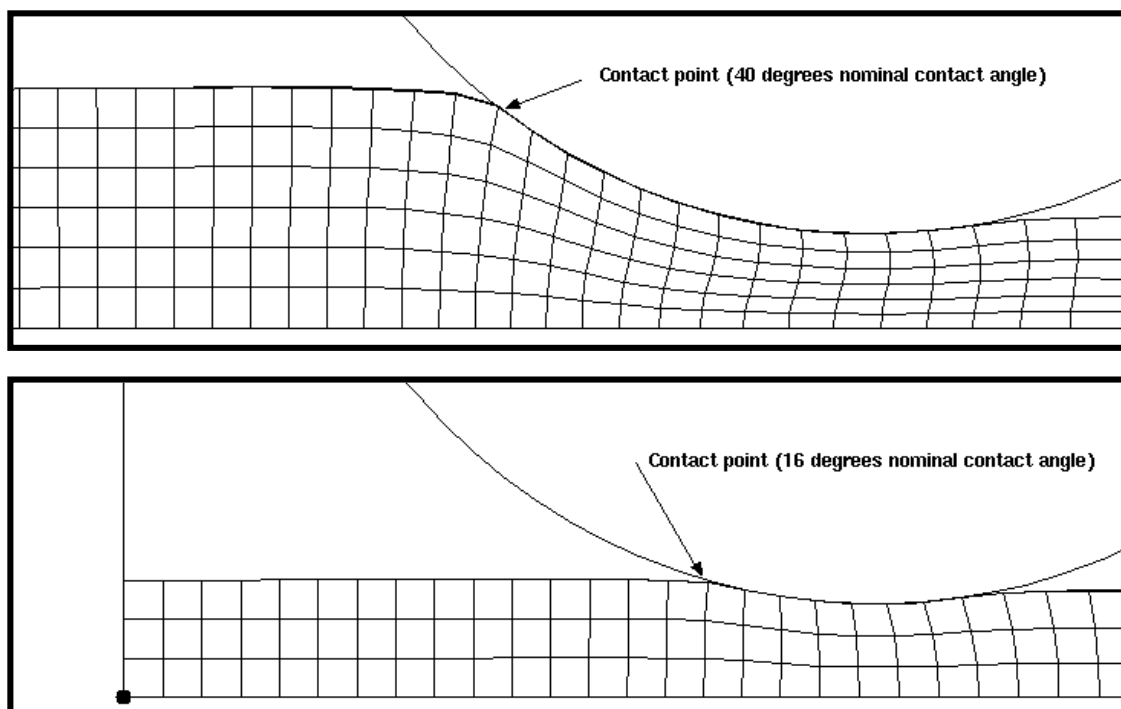 Contact point (40 degrees nominal contact angle)
Contact point (16 degrees nominal contact angle)